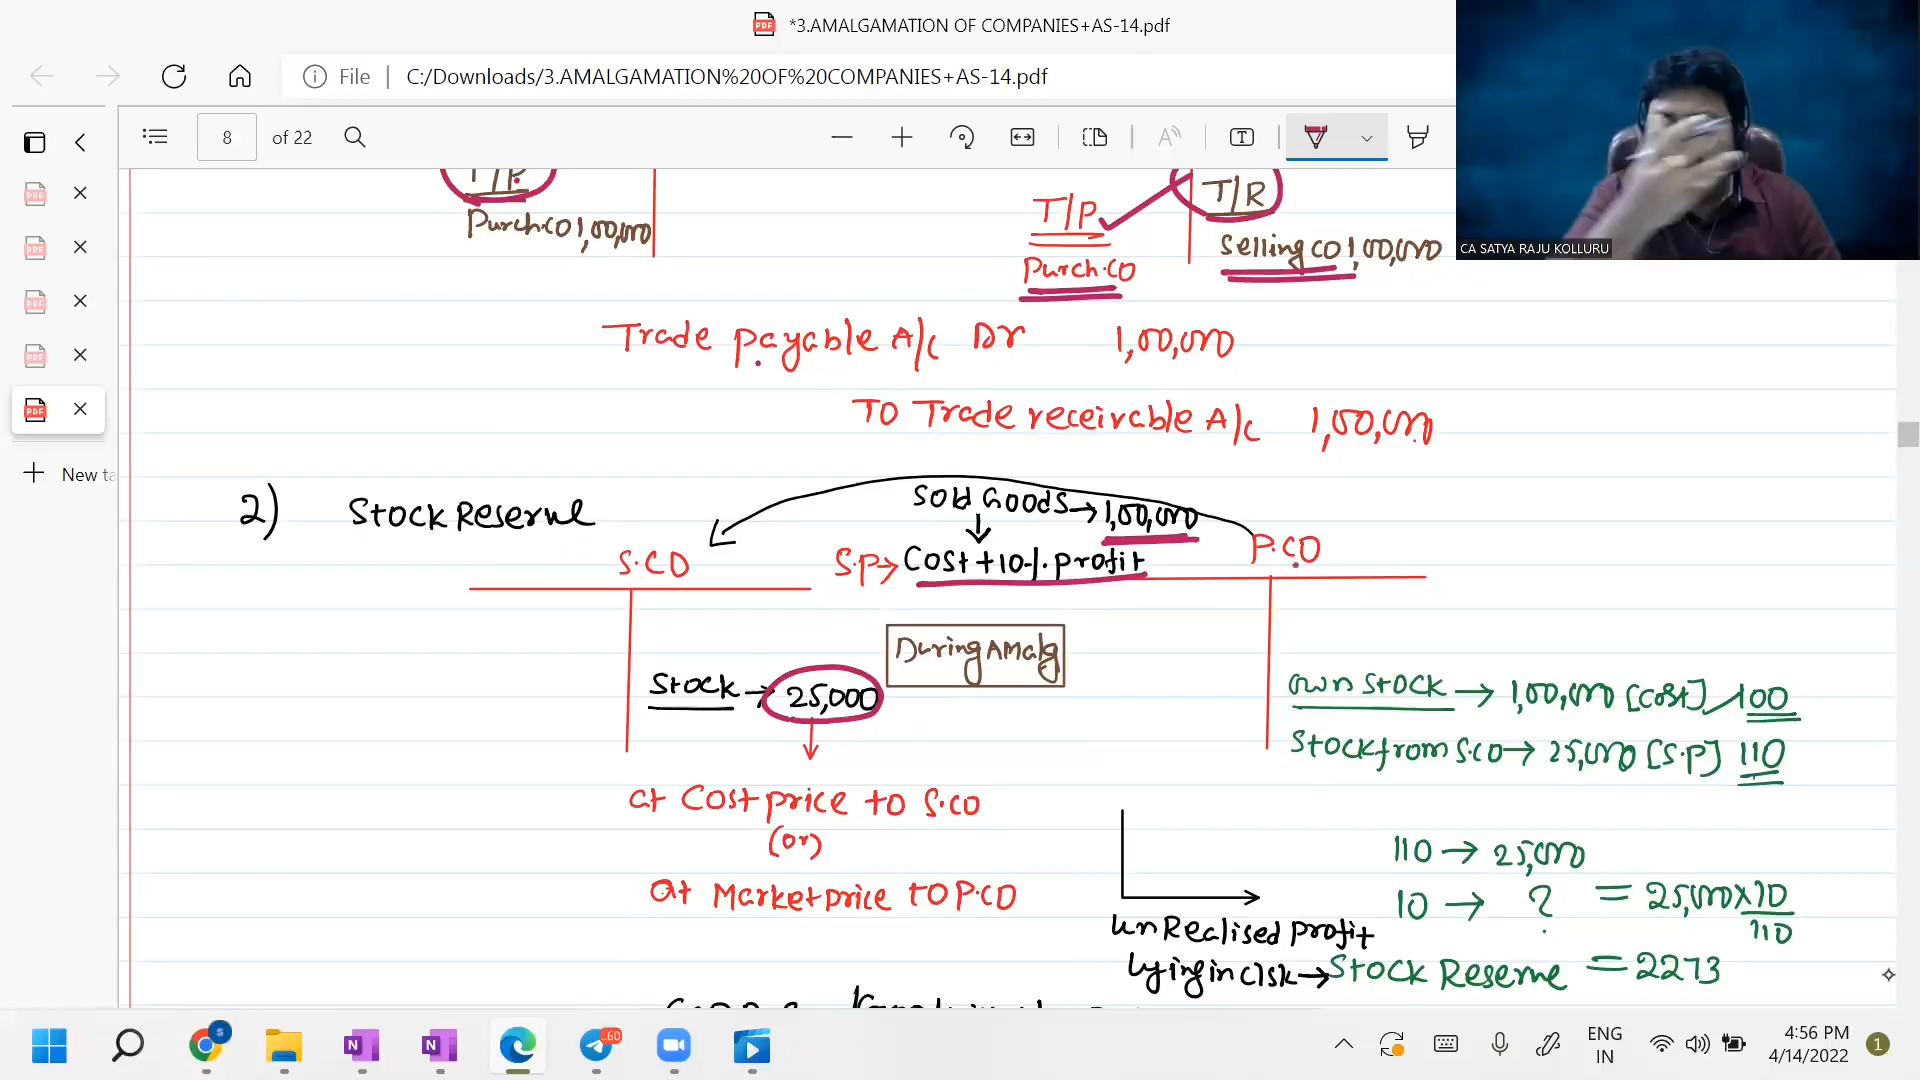 *3.AMALGAMATION OF COMPANIES+AS-14.pdf
File | C:/Downloads/3.AMALGAMATION%20OF%20COMPANIES+AS-14.pdf
8 of 22
CA SATYA RAJU KOLLURU
T/P
Purch.CO 1,00,000
T/R
Selling CO 1,00,000
T/P
Purch.CO
Trade payable A/c Dr 1,00,000
TO Trade receivable A/c 1,00,000
New ta
2) Stock Reserve
Sold Goods→1,00,000
S.CO
S.P→ Cost+10% profit
P.CO
During AMalg
Stock → 25,000
own Stock → 1,00,000 [Cost] 100
Stock from S.CO → 25,000 [S.P] 110
at Cost price to S.CO
(or)
at Market price to P.CO
110 → 25,000
10 → ? = 25,000×10
110
unRealised profit
lying in Clsk→Stock Reserve = 2273
60
ENG
IN
4:56 PM
4/14/2022
1